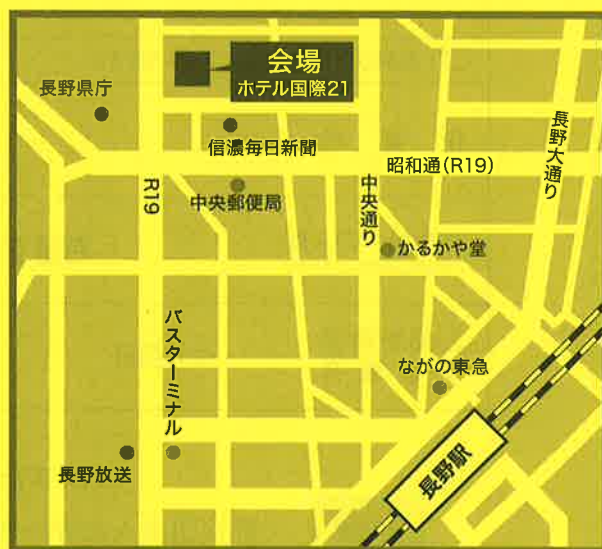 会場
ホテル国際21
長野県庁
信濃毎日新聞
長野大通り
昭和通(R19)
R19
中央郵便局
中央通り
かるかや堂
バスターミナル
ながの東急
長野放送
長野駅